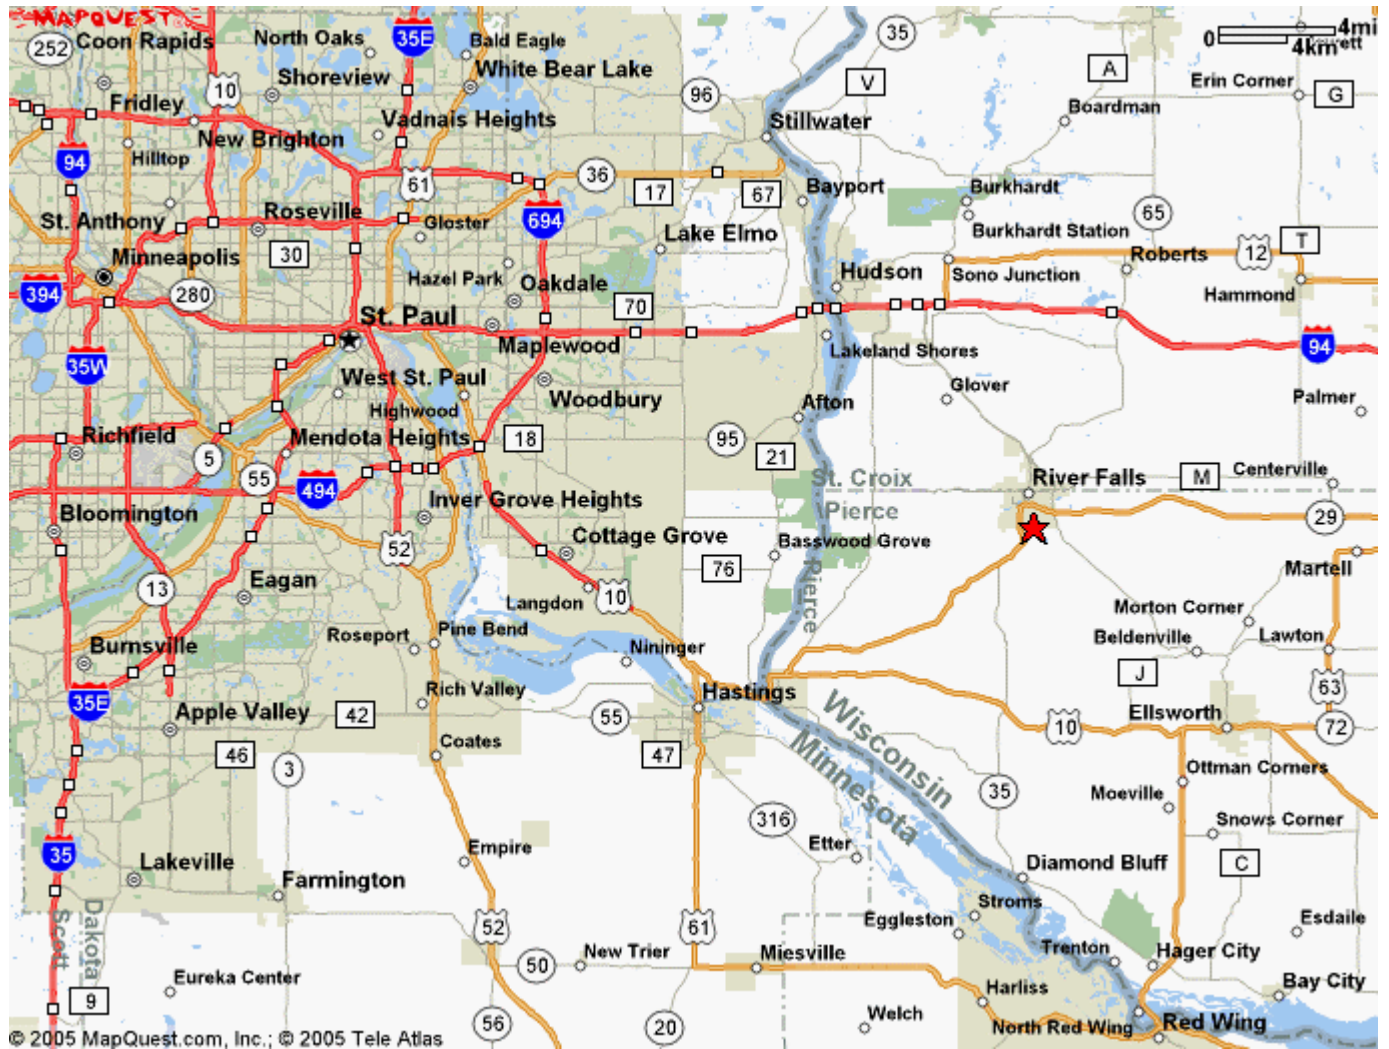 MAPQUEST
252
Coon Rapids
North Oaks
35E
Bald Eagle
35
4mi
0
4km
Shoreview
White Bear Lake
V
A
Erin Corner
G
10
96
Boardman
Fridley
Vadnais Heights
Stillwater
New Brighton
94
Hilltop
61
36
17
67
Bayport
Burkhardt
St. Anthony
Roseville
Gloster
694
Lake Elmo
65
Burkhardt Station
Minneapolis
30
Hazel Park
Oakdale
Hudson
Sono Junction
Roberts
12
T
394
280
70
Hammond
St. Paul
Maplewood
Lakeland Shores
94
35W
West St. Paul
Highwood
Woodbury
Afton
Glover
Palmer
Richfield
Mendota Heights
18
95
21
5
55
494
St. Croix
Pierce
River Falls
M
Centerville
Bloomington
Inver Grove Heights
29
52
Cottage Grove
Basswood Grove
Pierce
76
Martell
13
Eagan
Langdon
10
Morton Corner
Burnsville
Roseport
Pine Bend
Nininger
Beldenville
Lawton
35E
Rich Valley
Hastings
J
63
Apple Valley
42
55
Wisconsin
Minnesota
10
Ellsworth
72
46
3
Coates
47
Ottman Corners
35
Moeville
316
Snows Corner
35
Lakeville
Empire
Etter
Diamond Bluff
C
Farmington
Stroms
Scott
Dakota
52
61
Eggleston
Esdaile
New Trier
50
Miesville
Trenton
Hager City
Eureka Center
Bay City
9
Harliss
56
20
Welch
North Red Wing
Red Wing
© 2005 MapQuest.com, Inc.; © 2005 Tele Atlas